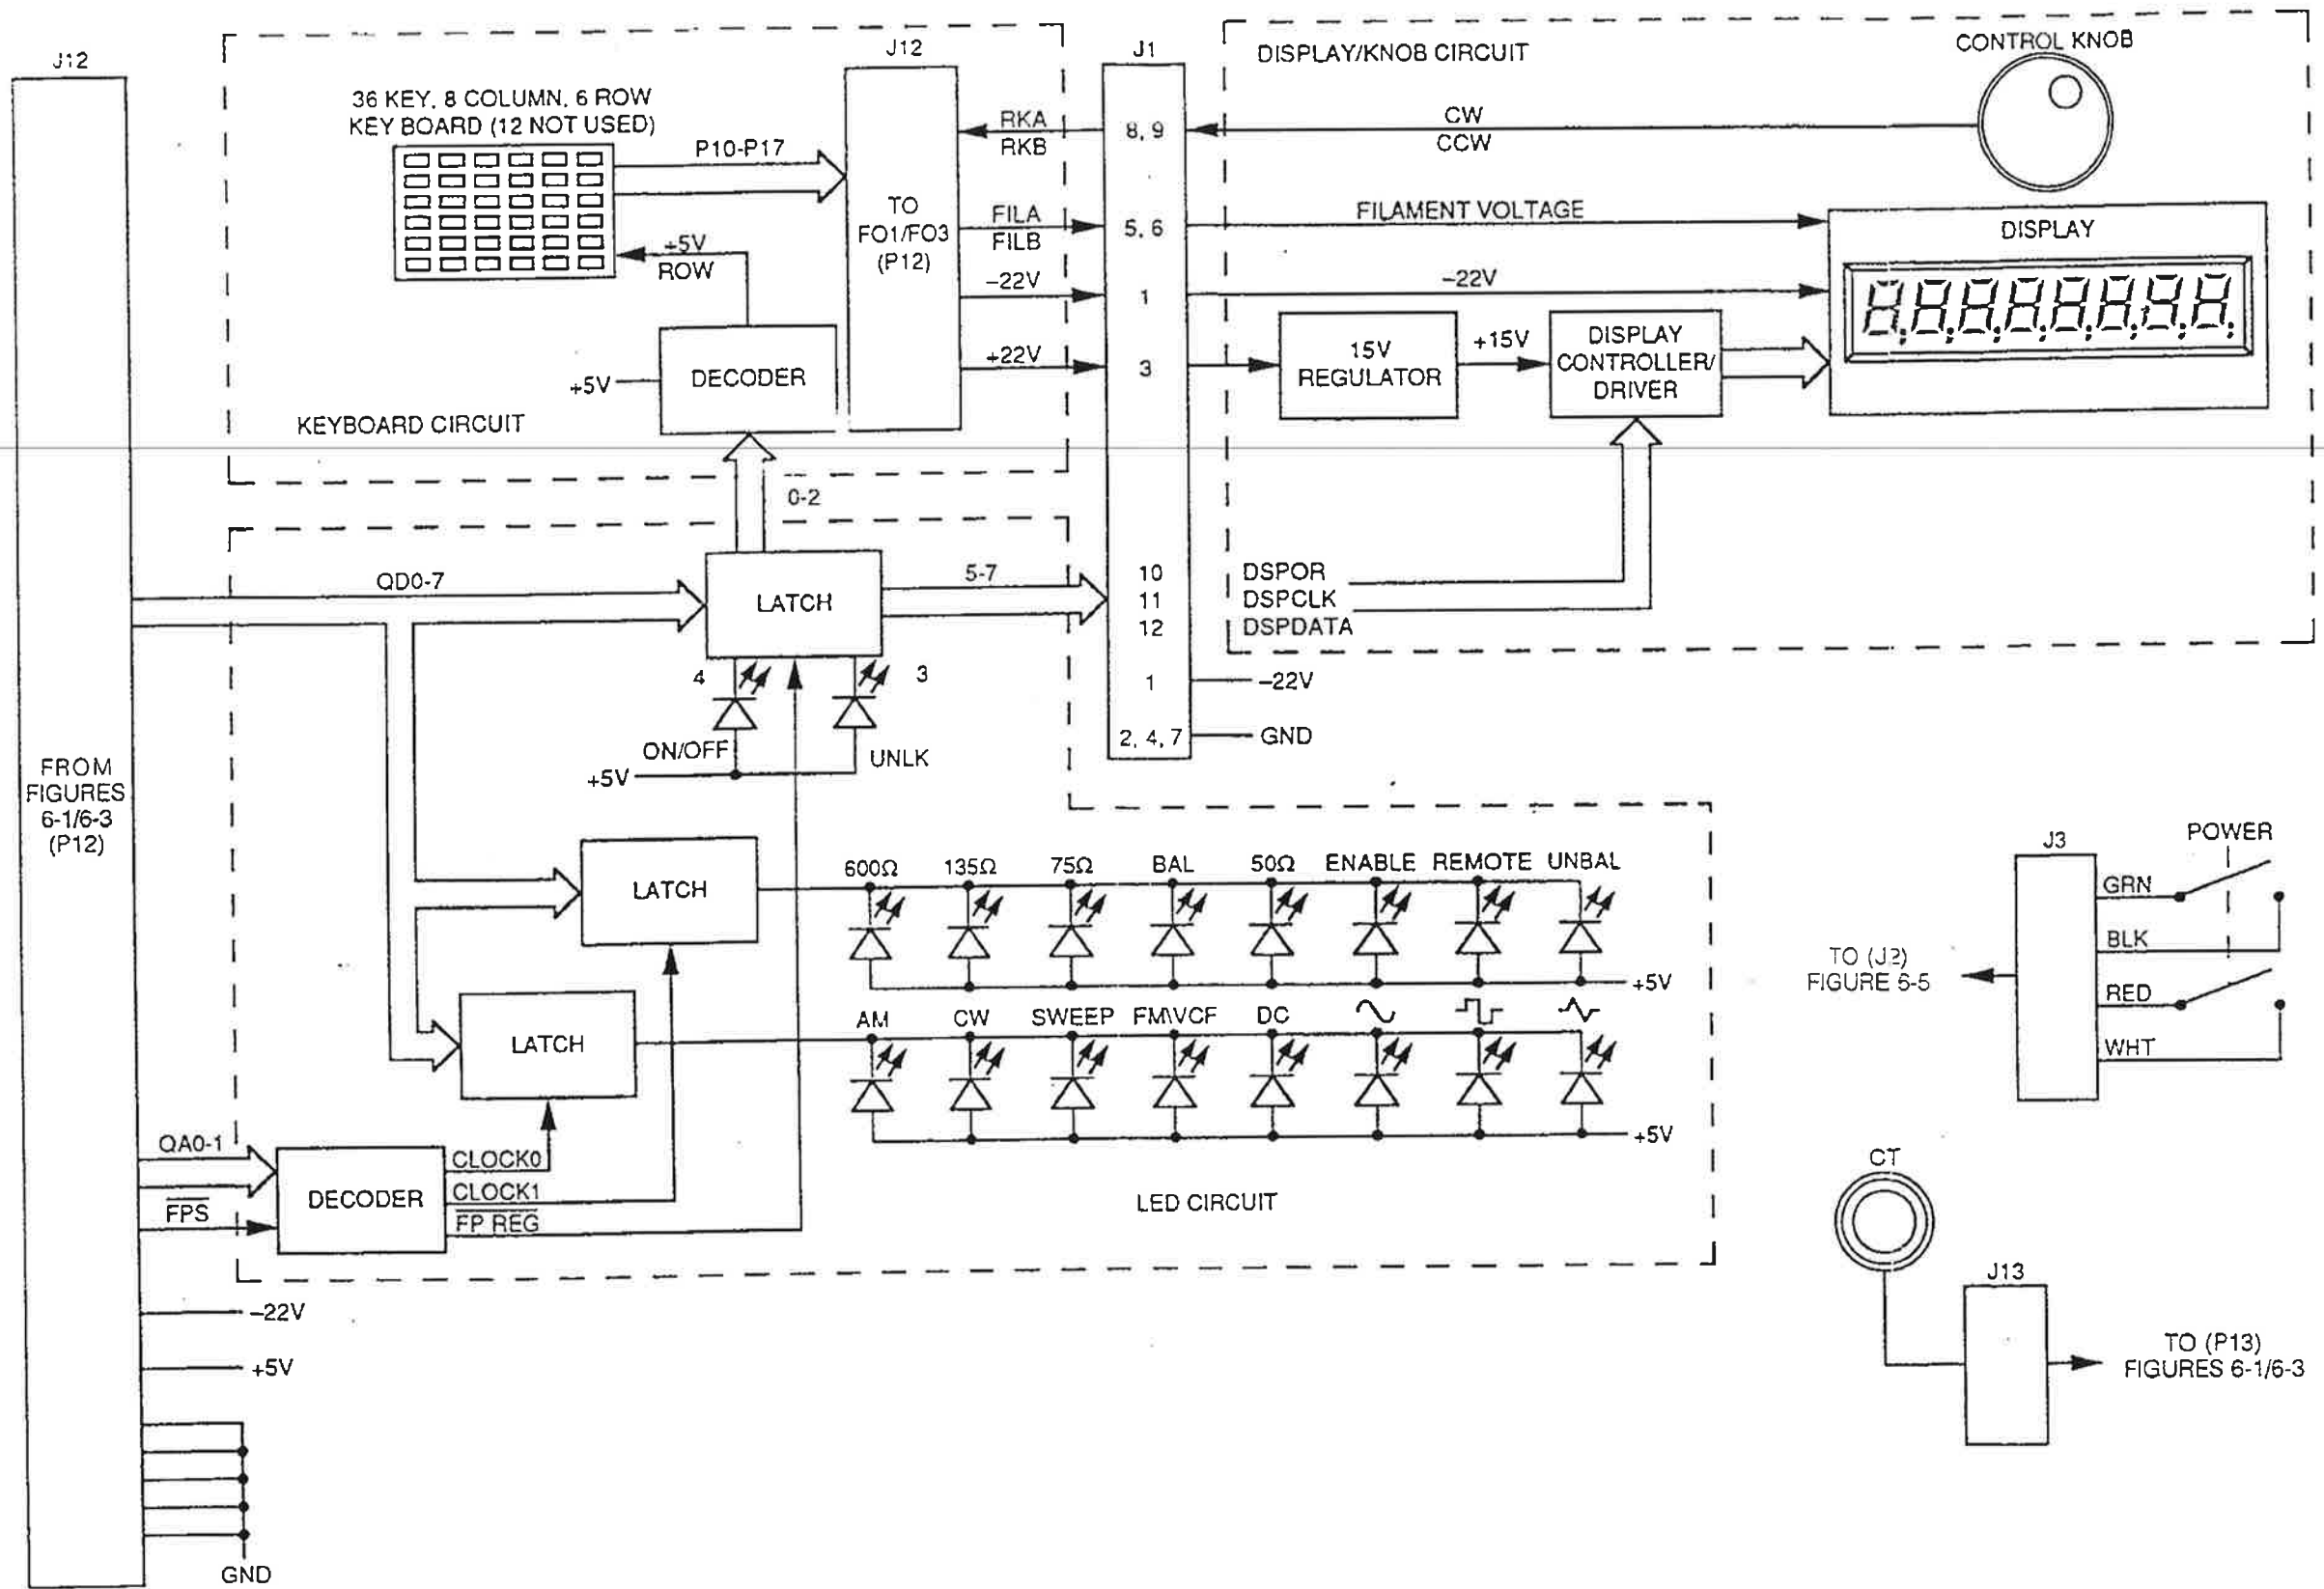 J12
FROM
FIGURES
6-1/6-3
(P12)
36 KEY, 8 COLUMN, 6 ROW
KEY BOARD (12 NOT USED)
P10-P17
+5V
ROW
+5V
DECODER
KEYBOARD CIRCUIT
J12
TO
FO1/FO3
(P12)
RKA
RKB
FILA
FILB
-22V
+22V
J1
8, 9
5, 6
1
3
10
11
12
1
2, 4, 7
-22V
GND
DISPLAY/KNOB CIRCUIT
CONTROL KNOB
CW
CCW
FILAMENT VOLTAGE
-22V
DISPLAY
15V
REGULATOR
+15V
DISPLAY
CONTROLLER/
DRIVER
DSPOR
DSPCLK
DSPDATA
0-2
QD0-7
LATCH
5-7
4
3
ON/OFF
UNLK
+5V
LATCH
600Ω
135Ω
75Ω
BAL
50Ω
ENABLE
REMOTE
UNBAL
+5V
LATCH
AM
CW
SWEEP
FM\VCF
DC
+5V
QA0-1
FPS
DECODER
CLOCK0
CLOCK1
FP REG
LED CIRCUIT
-22V
+5V
GND
J3
POWER
GRN
BLK
RED
WHT
TO (J2)
FIGURE 6-5
CT
J13
TO (P13)
FIGURES 6-1/6-3